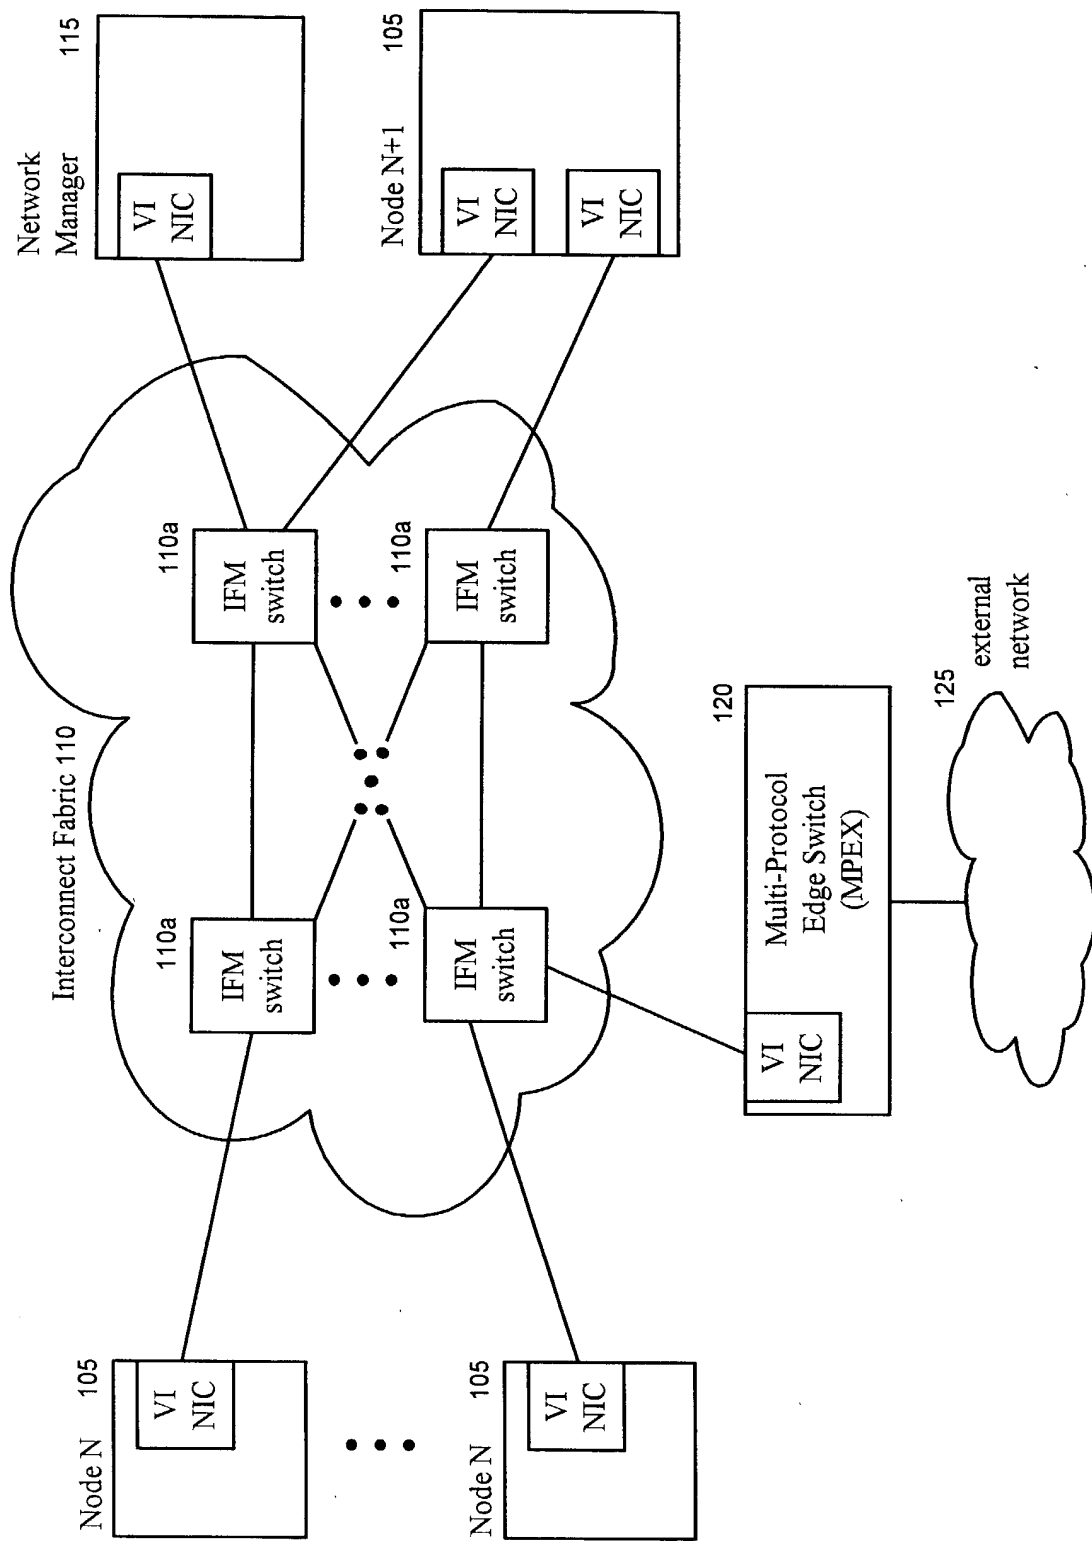 Network
Manager
115
VI
NIC
Node N+1
105
VI
NIC
VI
NIC
Interconnect Fabric 110
110a
IFM
switch
110a
IFM
switch
110a
IFM
switch
110a
IFM
switch
Node N
105
VI
NIC
Node N
105
VI
NIC
120
Multi-Protocol
Edge Switch
(MPEX)
VI
NIC
125
external
network